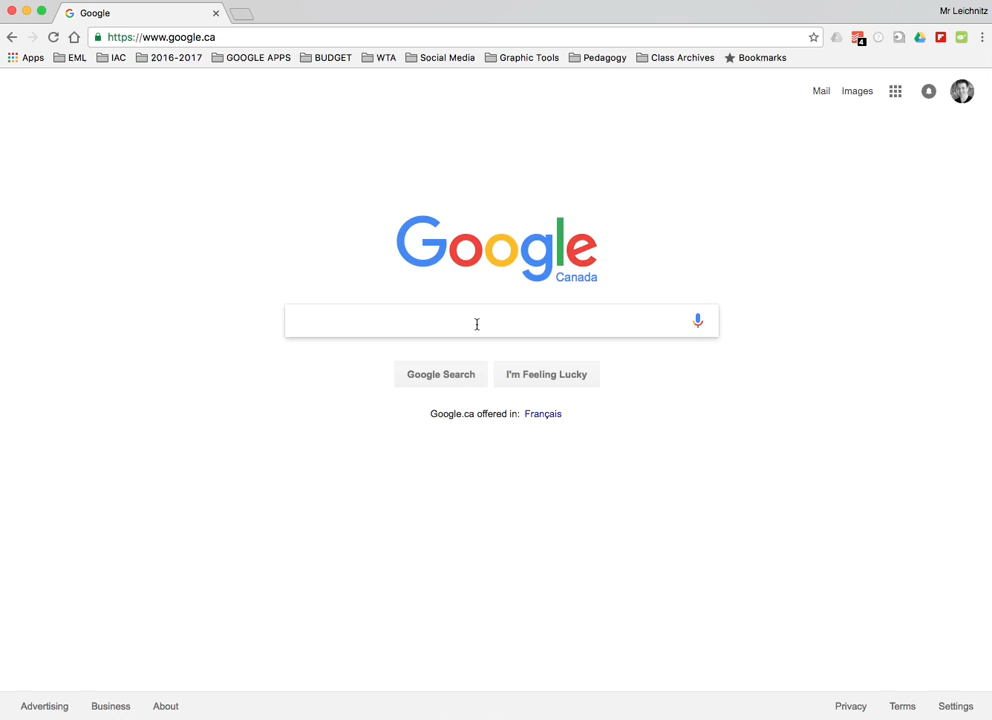 Google
Mr Leichnitz
https://www.google.ca
4
Apps EML IAC 2016-2017 GOOGLE APPS BUDGET WTA Social Media Graphic Tools Pedagogy Class Archives Bookmarks
Mail Images
Google
Canada
Google Search I'm Feeling Lucky
Google.ca offered in: Français
Advertising Business About Privacy Terms Settings